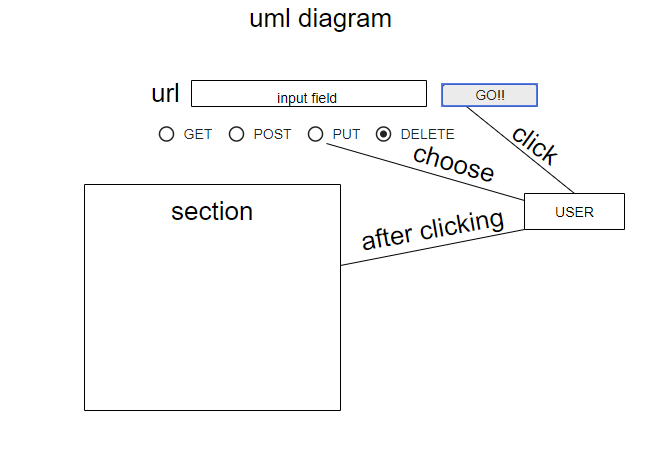 uml diagram
url
input field
GO!!
GET POST PUT DELETE
click
choose
USER
section
after clicking